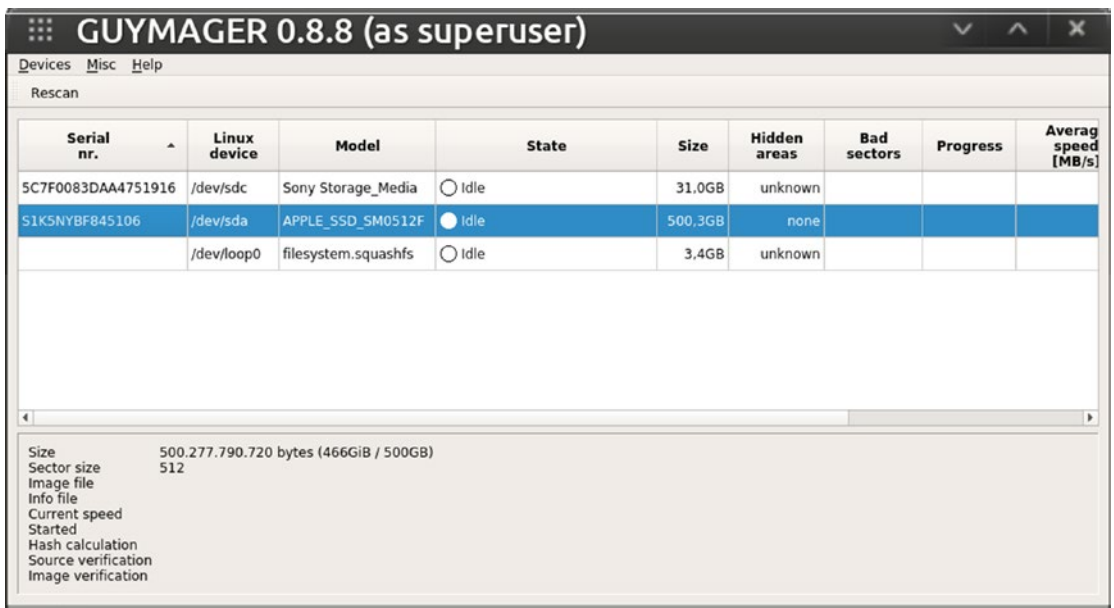 GUYMAGER 0.8.8 (as superuser)
Devices Misc Help
Rescan
Serial nr. Linux device Model State Size Hidden areas Bad sectors Progress Averag speed [MB/s]
5C7F0083DAA4751916 /dev/sdc Sony Storage_Media Idle 31,0GB unknown
S1K5NYBF845106 /dev/sda APPLE_SSD_SM0512F Idle 500,3GB none
/dev/loop0 filesystem.squashfs Idle 3,4GB unknown
Size 500.277.790.720 bytes (466GiB / 500GB)
Sector size 512
Image file
Info file
Current speed
Started
Hash calculation
Source verification
Image verification